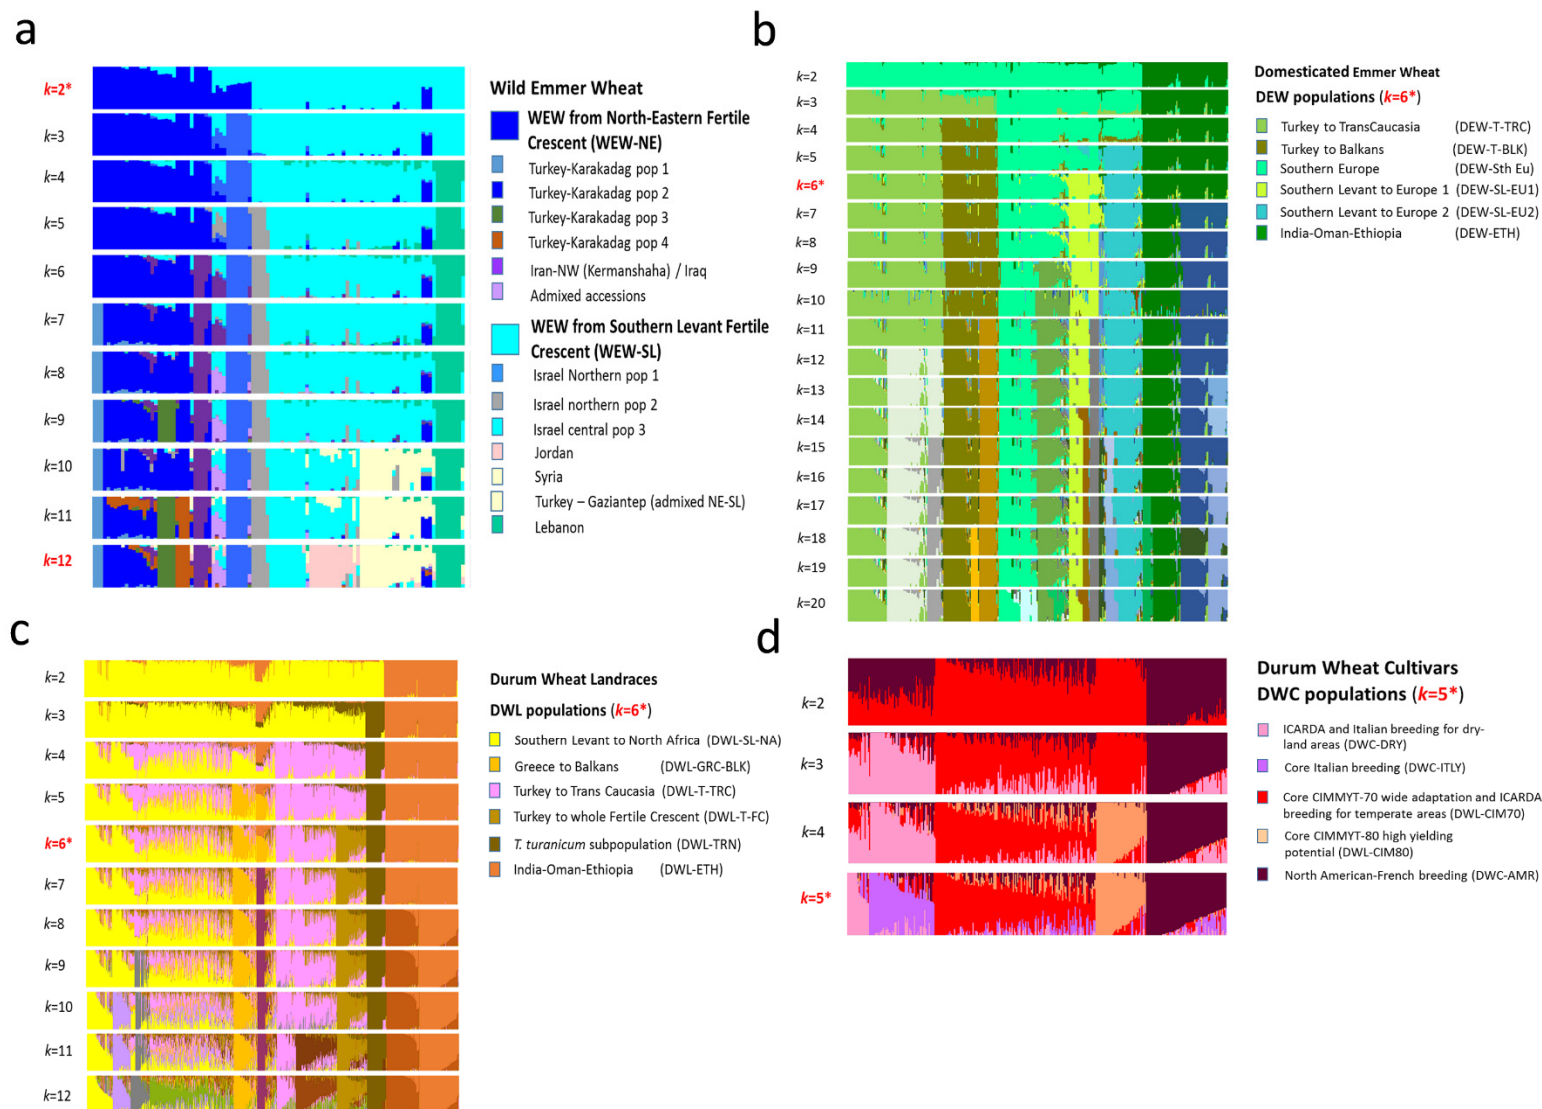 a
k=2*
k=3
k=4
k=5
k=6
k=7
k=8
k=9
k=10
k=11
k=12
Wild Emmer Wheat
WEW from North-Eastern Fertile
Crescent (WEW-NE)
Turkey-Karakadag pop 1
Turkey-Karakadag pop 2
Turkey-Karakadag pop 3
Turkey-Karakadag pop 4
Iran-NW (Kermanshaha) / Iraq
Admixed accessions
WEW from Southern Levant Fertile
Crescent (WEW-SL)
Israel Northern pop 1
Israel northern pop 2
Israel central pop 3
Jordan
Syria
Turkey – Gaziantep (admixed NE-SL)
Lebanon
b
k=2
k=3
k=4
k=5
k=6*
k=7
k=8
k=9
k=10
k=11
k=12
k=13
k=14
k=15
k=16
k=17
k=18
k=19
k=20
Domesticated Emmer Wheat
DEW populations (k=6*)
Turkey to TransCaucasia (DEW-T-TRC)
Turkey to Balkans (DEW-T-BLK)
Southern Europe (DEW-Sth Eu)
Southern Levant to Europe 1 (DEW-SL-EU1)
Southern Levant to Europe 2 (DEW-SL-EU2)
India-Oman-Ethiopia (DEW-ETH)
c
k=2
k=3
k=4
k=5
k=6*
k=7
k=8
k=9
k=10
k=11
k=12
Durum Wheat Landraces
DWL populations (k=6*)
Southern Levant to North Africa (DWL-SL-NA)
Greece to Balkans (DWL-GRC-BLK)
Turkey to Trans Caucasia (DWL-T-TRC)
Turkey to whole Fertile Crescent (DWL-T-FC)
T. turanicum subpopulation (DWL-TRN)
India-Oman-Ethiopia (DWL-ETH)
d
k=2
k=3
k=4
k=5*
Durum Wheat Cultivars
DWC populations (k=5*)
ICARDA and Italian breeding for dry-
land areas (DWC-DRY)
Core Italian breeding (DWC-ITLY)
Core CIMMYT-70 wide adaptation and ICARDA
breeding for temperate areas (DWL-CIM70)
Core CIMMYT-80 high yielding
potential (DWL-CIM80)
North American-French breeding (DWC-AMR)